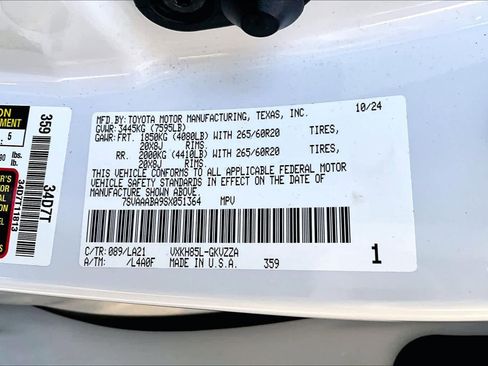 MFD.BY: TOYOTA MOTOR MANUFACTURING, TEXAS, INC. 10/24
GVWR: 3445KG (7595LB)
GAWR: FRT. 1850KG (4080LB) WITH 265/60R20 TIRES,
20X8J RIMS.
RR. 2000KG (4410LB) WITH 265/60R20 TIRES,
20X8J RIMS.
THIS VEHICLE CONFORMS TO ALL APPLICABLE FEDERAL MOTOR
VEHICLE SAFETY STANDARDS IN EFFECT ON THE DATE OF
MANUFACTURE SHOWN ABOVE.
7SVAAABA9SX051364 MPV
C/TR: 089/LA21 VXKH85L-GKVZZA
A/TM: /L4A0F MADE IN U.S.A. 359 1
359 34D7T
34D7T11813
5